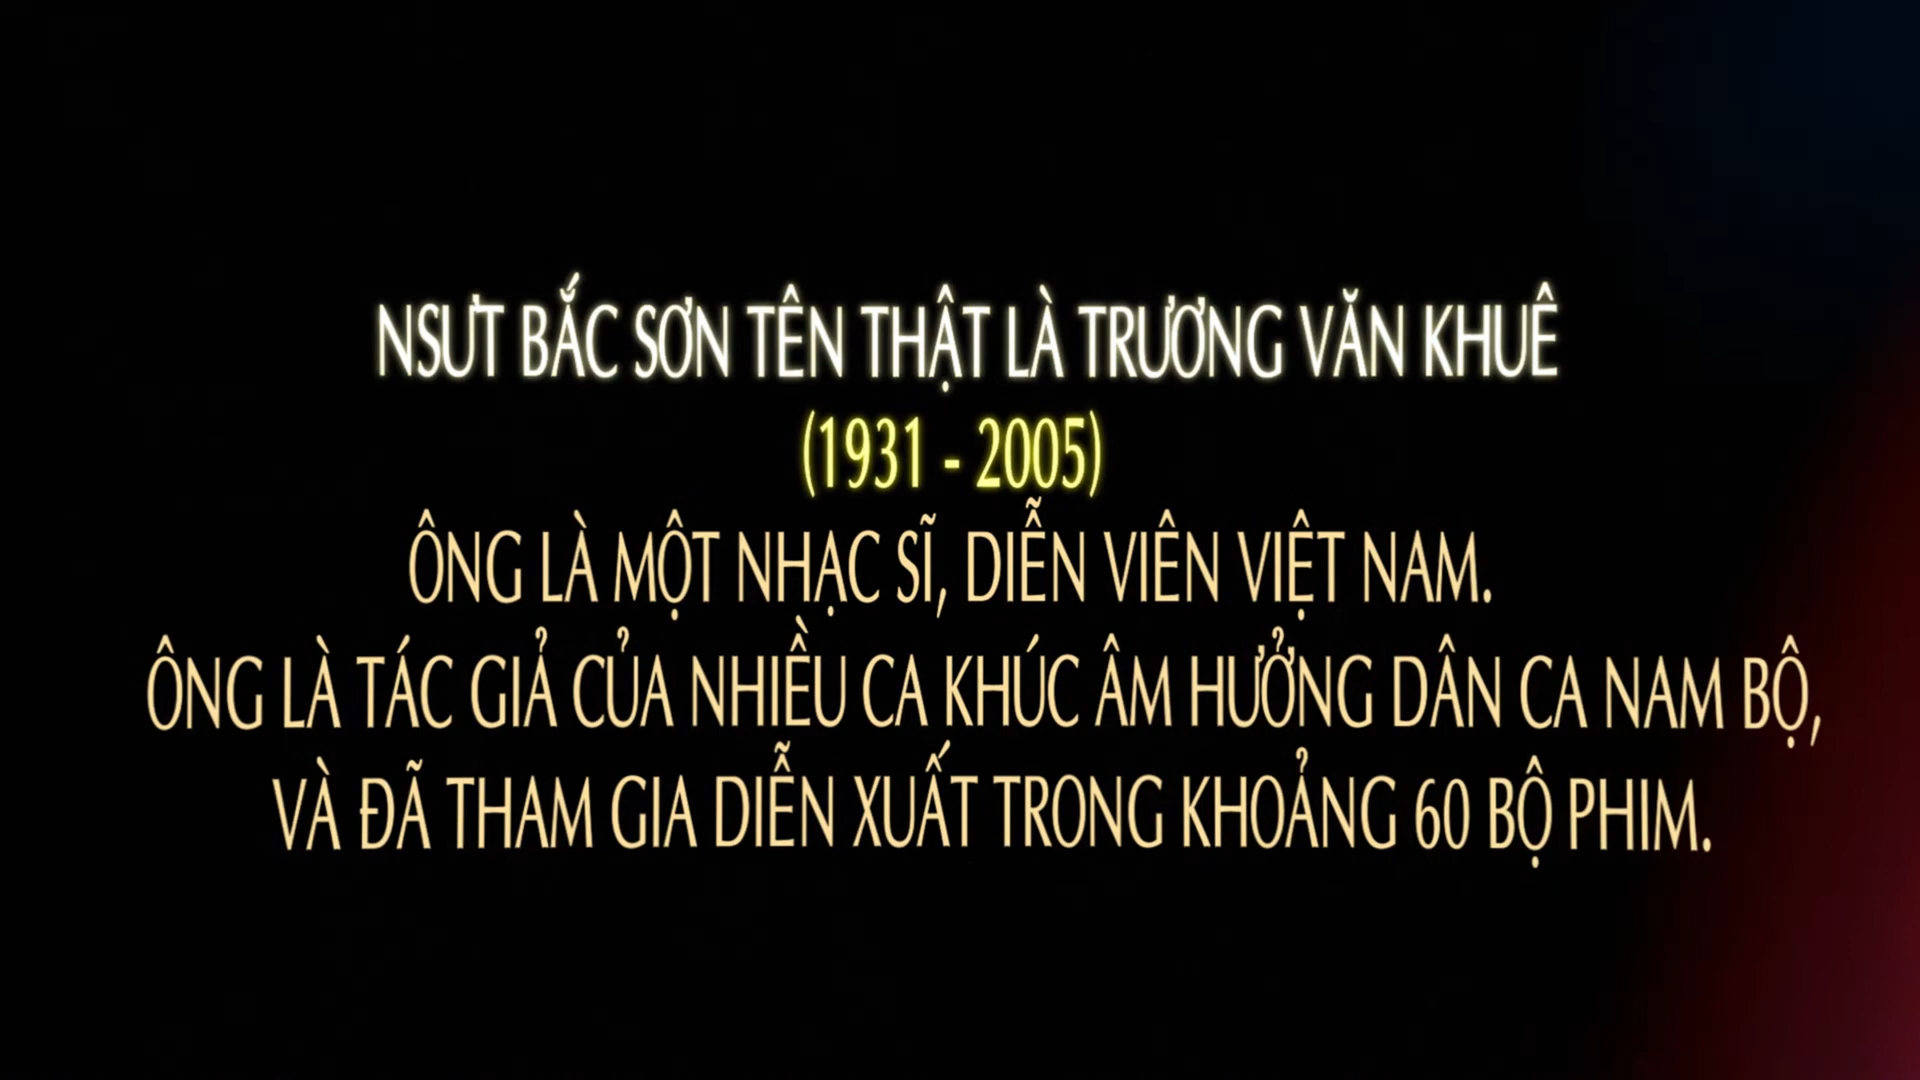 NSƯT BẮC SƠN TÊN THẬT LÀ TRƯƠNG VĂN KHUÊ
(1931 - 2005)
ÔNG LÀ MỘT NHẠC SĨ, DIỄN VIÊN VIỆT NAM.
ÔNG LÀ TÁC GIẢ CỦA NHIỀU CA KHÚC ÂM HƯỞNG DÂN CA NAM BỘ,
VÀ ĐÃ THAM GIA DIỄN XUẤT TRONG KHOẢNG 60 BỘ PHIM.